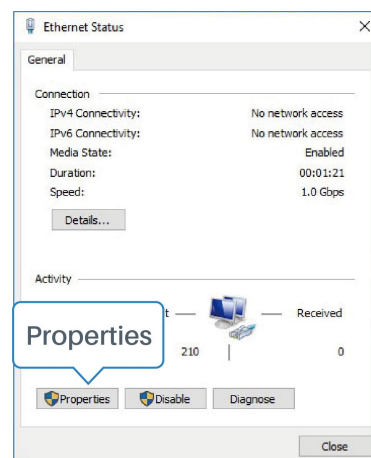 Ethernet Status
General
Connection
IPv4 Connectivity: No network access
IPv6 Connectivity: No network access
Media State: Enabled
Duration: 00:01:21
Speed: 1.0 Gbps
Details...
Activity
Received
Properties
210 0
Properties Disable Diagnose
Close